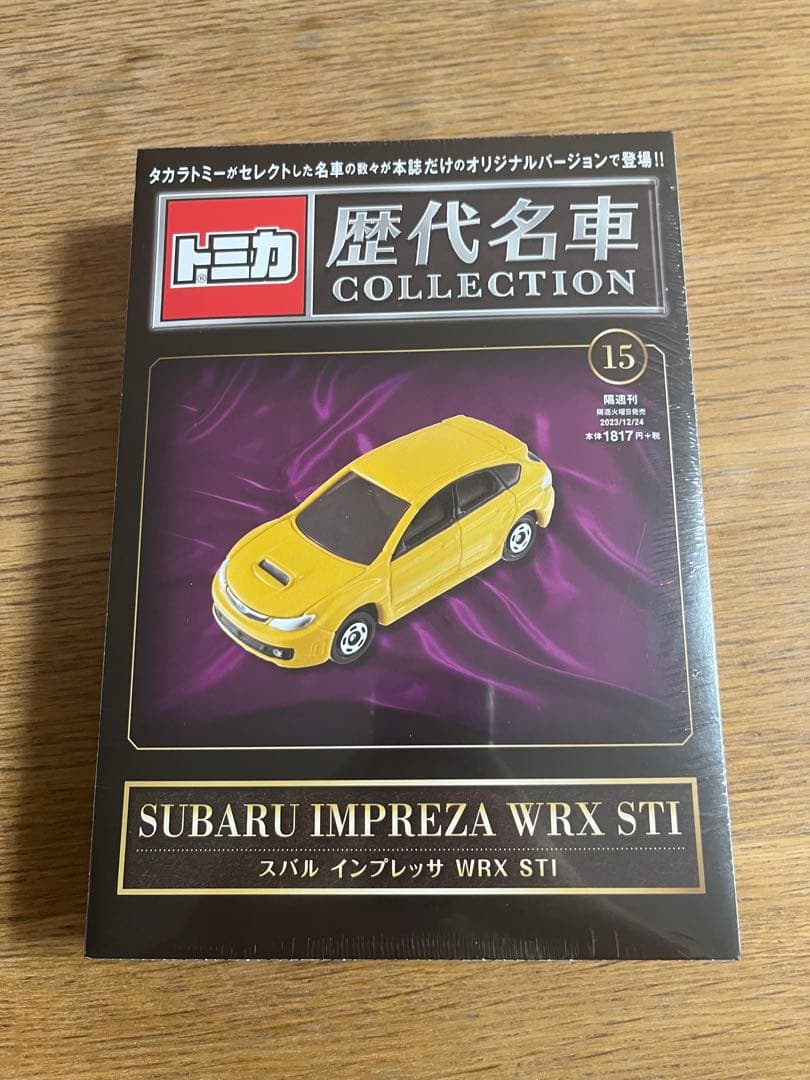 タカラトミーがセレクトした名車の数々が本誌だけのオリジナルバージョンで登場!!
トミカ®
歴代名車
COLLECTION
15
隔週刊
隔週火曜日発売
2023/12/24
本体1817円+税
SUBARU IMPREZA WRX STI
スバル インプレッサ WRX STI